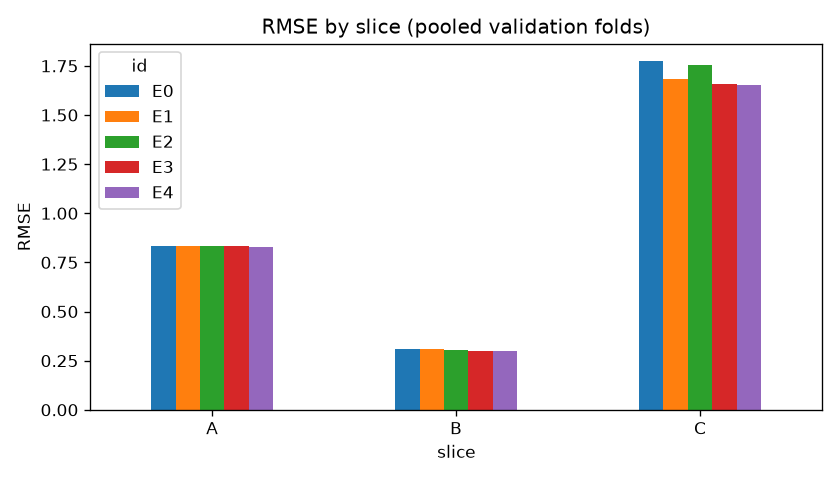 RMSE by slice (pooled validation folds)
id
E0
E1
E2
E3
E4
RMSE
1.75
1.50
1.25
1.00
0.75
0.50
0.25
0.00
A
B
C
slice